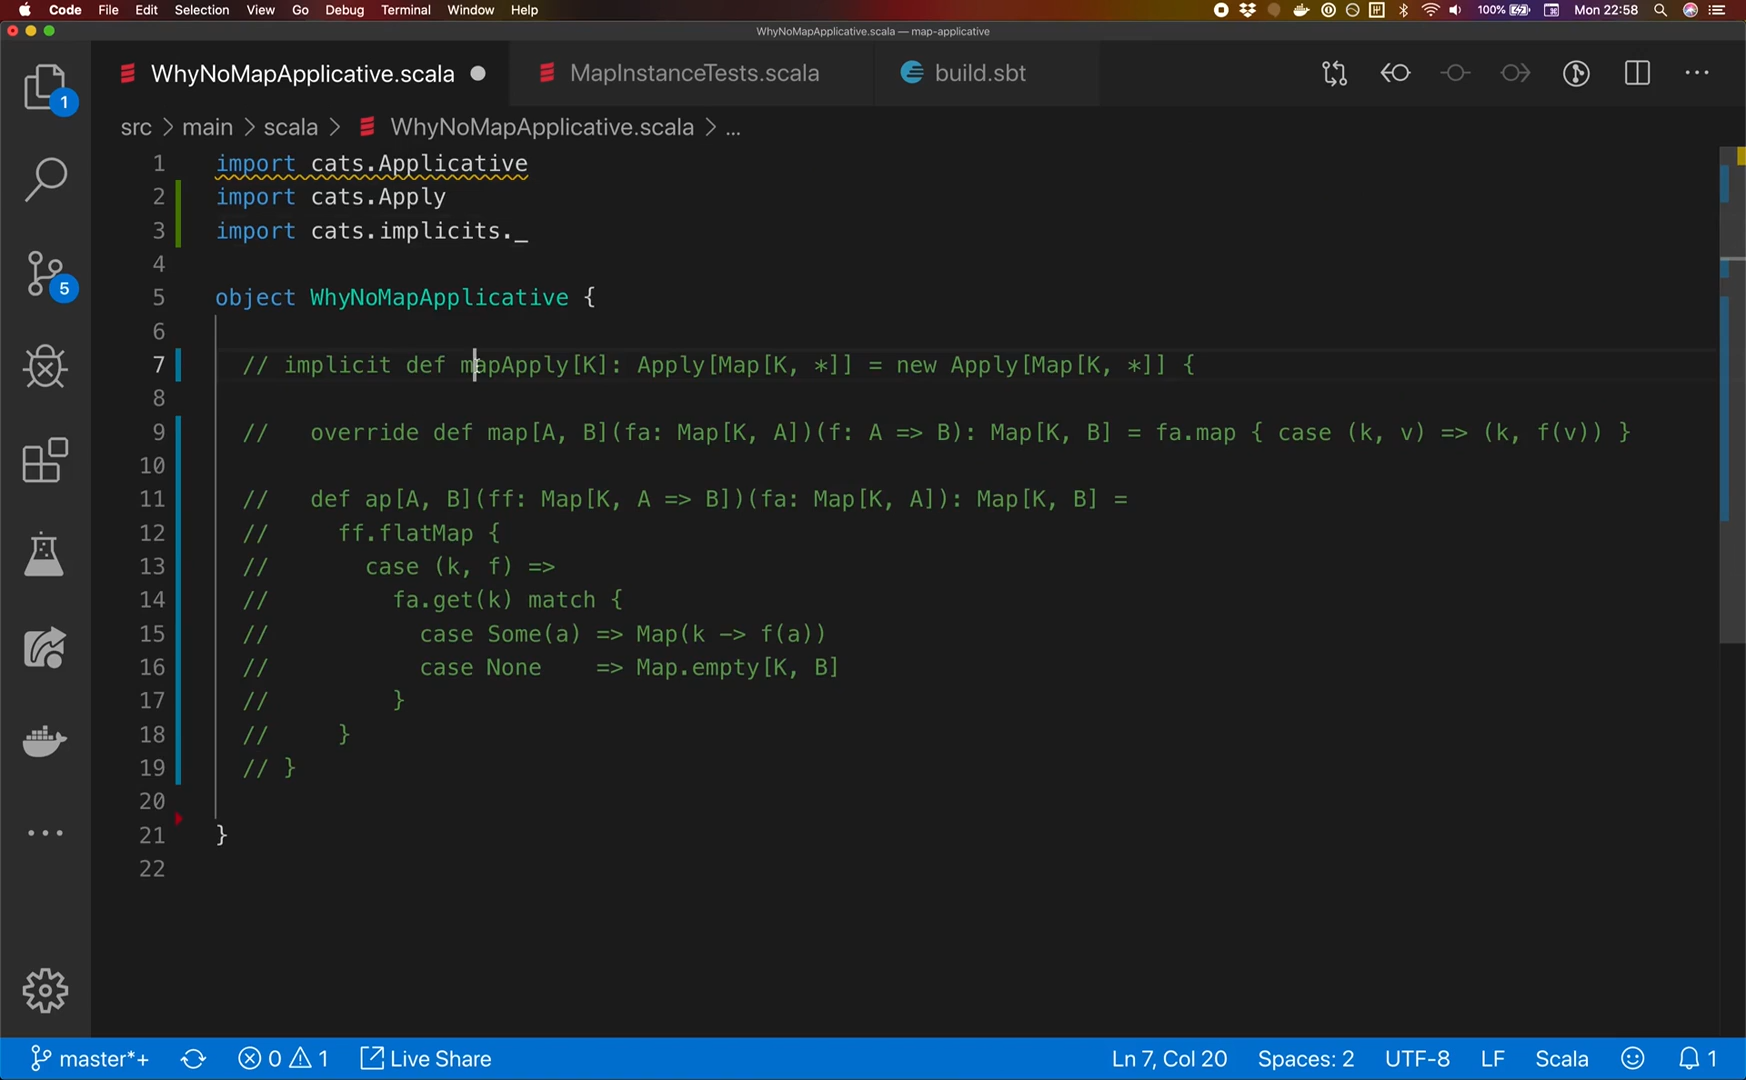 Code File Edit Selection View Go Debug Terminal Window Help 100% Mon 22:58
WhyNoMapApplicative.scala — map-applicative
WhyNoMapApplicative.scala MapInstanceTests.scala build.sbt
src > main > scala > WhyNoMapApplicative.scala > ...
1 import cats.Applicative
2 import cats.Apply
3 import cats.implicits._
4
5 object WhyNoMapApplicative {
6
7 // implicit def mapApply[K]: Apply[Map[K, *]] = new Apply[Map[K, *]] {
8
9 //   override def map[A, B](fa: Map[K, A])(f: A => B): Map[K, B] = fa.map { case (k, v) => (k, f(v)) }
10
11 //   def ap[A, B](ff: Map[K, A => B])(fa: Map[K, A]): Map[K, B] =
12 //     ff.flatMap {
13 //       case (k, f) =>
14 //         fa.get(k) match {
15 //           case Some(a) => Map(k -> f(a))
16 //           case None    => Map.empty[K, B]
17 //         }
18 //     }
19 // }
20
21 }
22
1
5
master*+ 0 1 Live Share Ln 7, Col 20 Spaces: 2 UTF-8 LF Scala 1